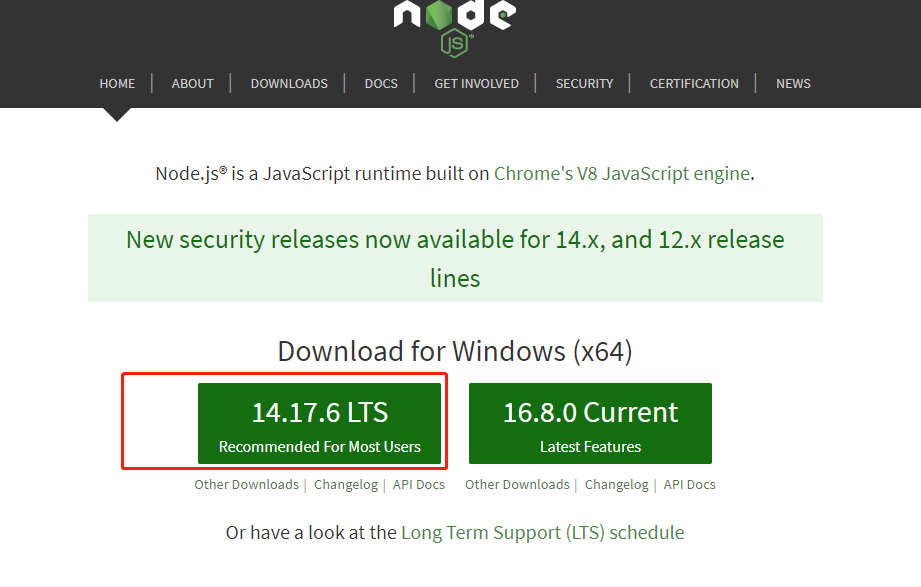 node
JS
HOME | ABOUT | DOWNLOADS | DOCS | GET INVOLVED | SECURITY | CERTIFICATION | NEWS
Node.js® is a JavaScript runtime built on Chrome's V8 JavaScript engine.
New security releases now available for 14.x, and 12.x release
lines
Download for Windows (x64)
14.17.6 LTS
Recommended For Most Users
16.8.0 Current
Latest Features
Other Downloads | Changelog | API Docs
Other Downloads | Changelog | API Docs
Or have a look at the Long Term Support (LTS) schedule